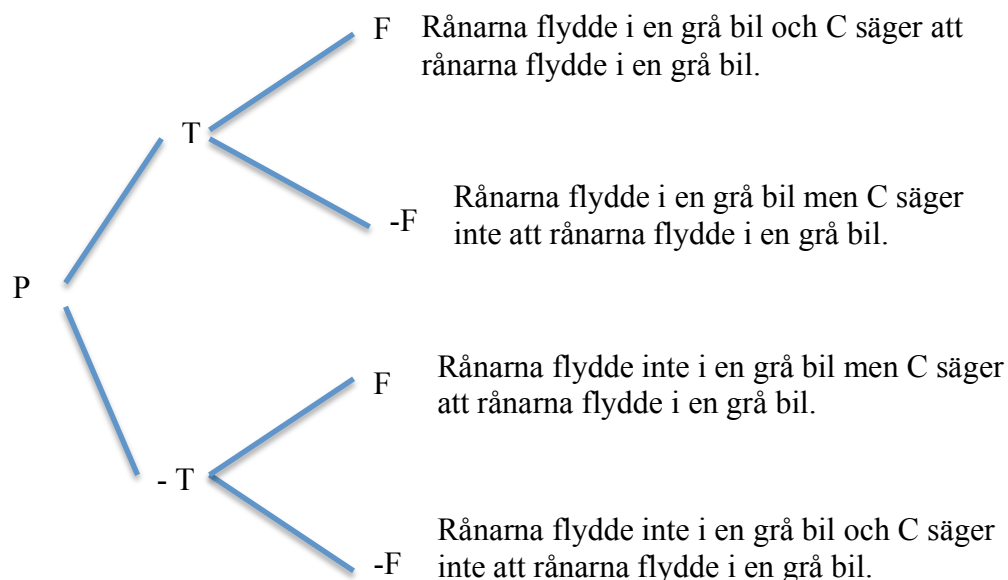 F Rånarna flydde i en grå bil och C säger att
rånarna flydde i en grå bil.
T
-F Rånarna flydde i en grå bil men C säger
inte att rånarna flydde i en grå bil.
P
F Rånarna flydde inte i en grå bil men C säger
att rånarna flydde i en grå bil.
- T
-F Rånarna flydde inte i en grå bil och C säger
inte att rånarna flydde i en grå bil.